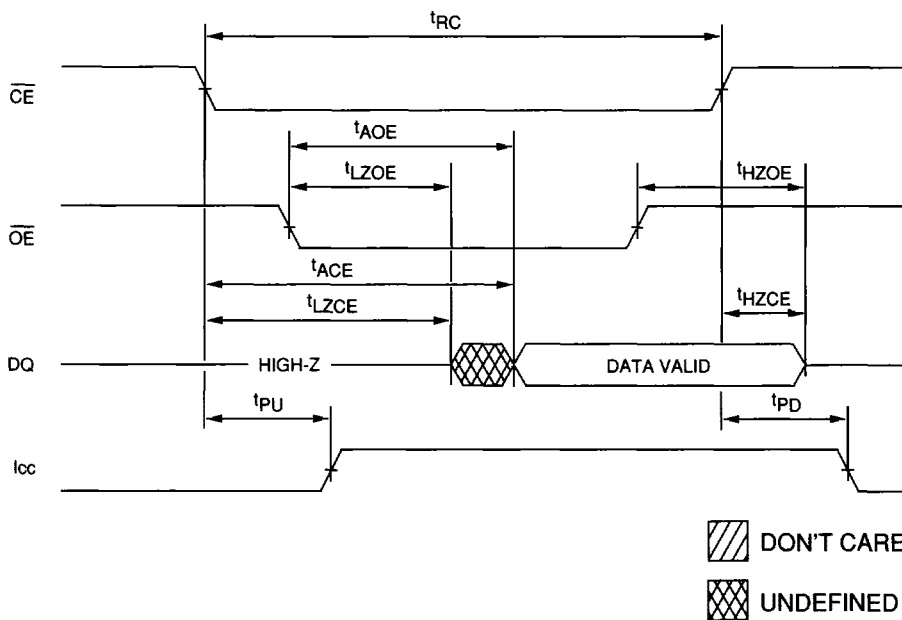 tRC
CE
tAOE
tLZOE
tHZOE
OE
tACE
tLZCE
tHZCE
DQ
HIGH-Z
DATA VALID
tPU
tPD
Icc
DON'T CARE
UNDEFINED